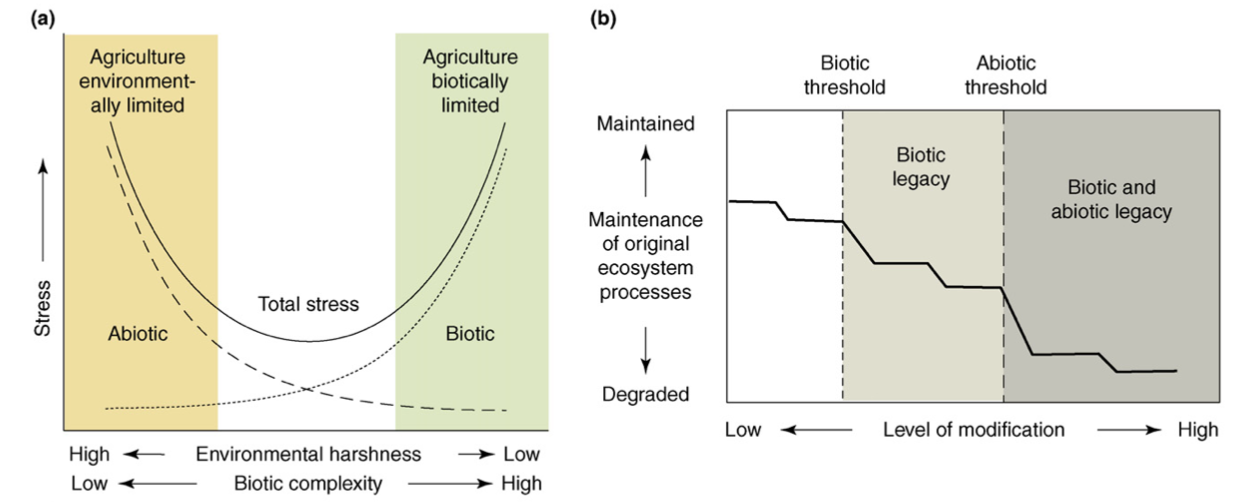 (a)
Agriculture
environment-
ally limited
Agriculture
biotically
limited
Stress
Total stress
Abiotic
Biotic
High Environmental harshness Low
Low Biotic complexity High
(b)
Biotic
threshold
Abiotic
threshold
Maintained
Maintenance
of original
ecosystem
processes
Degraded
Biotic
legacy
Biotic and
abiotic legacy
Low Level of modification High